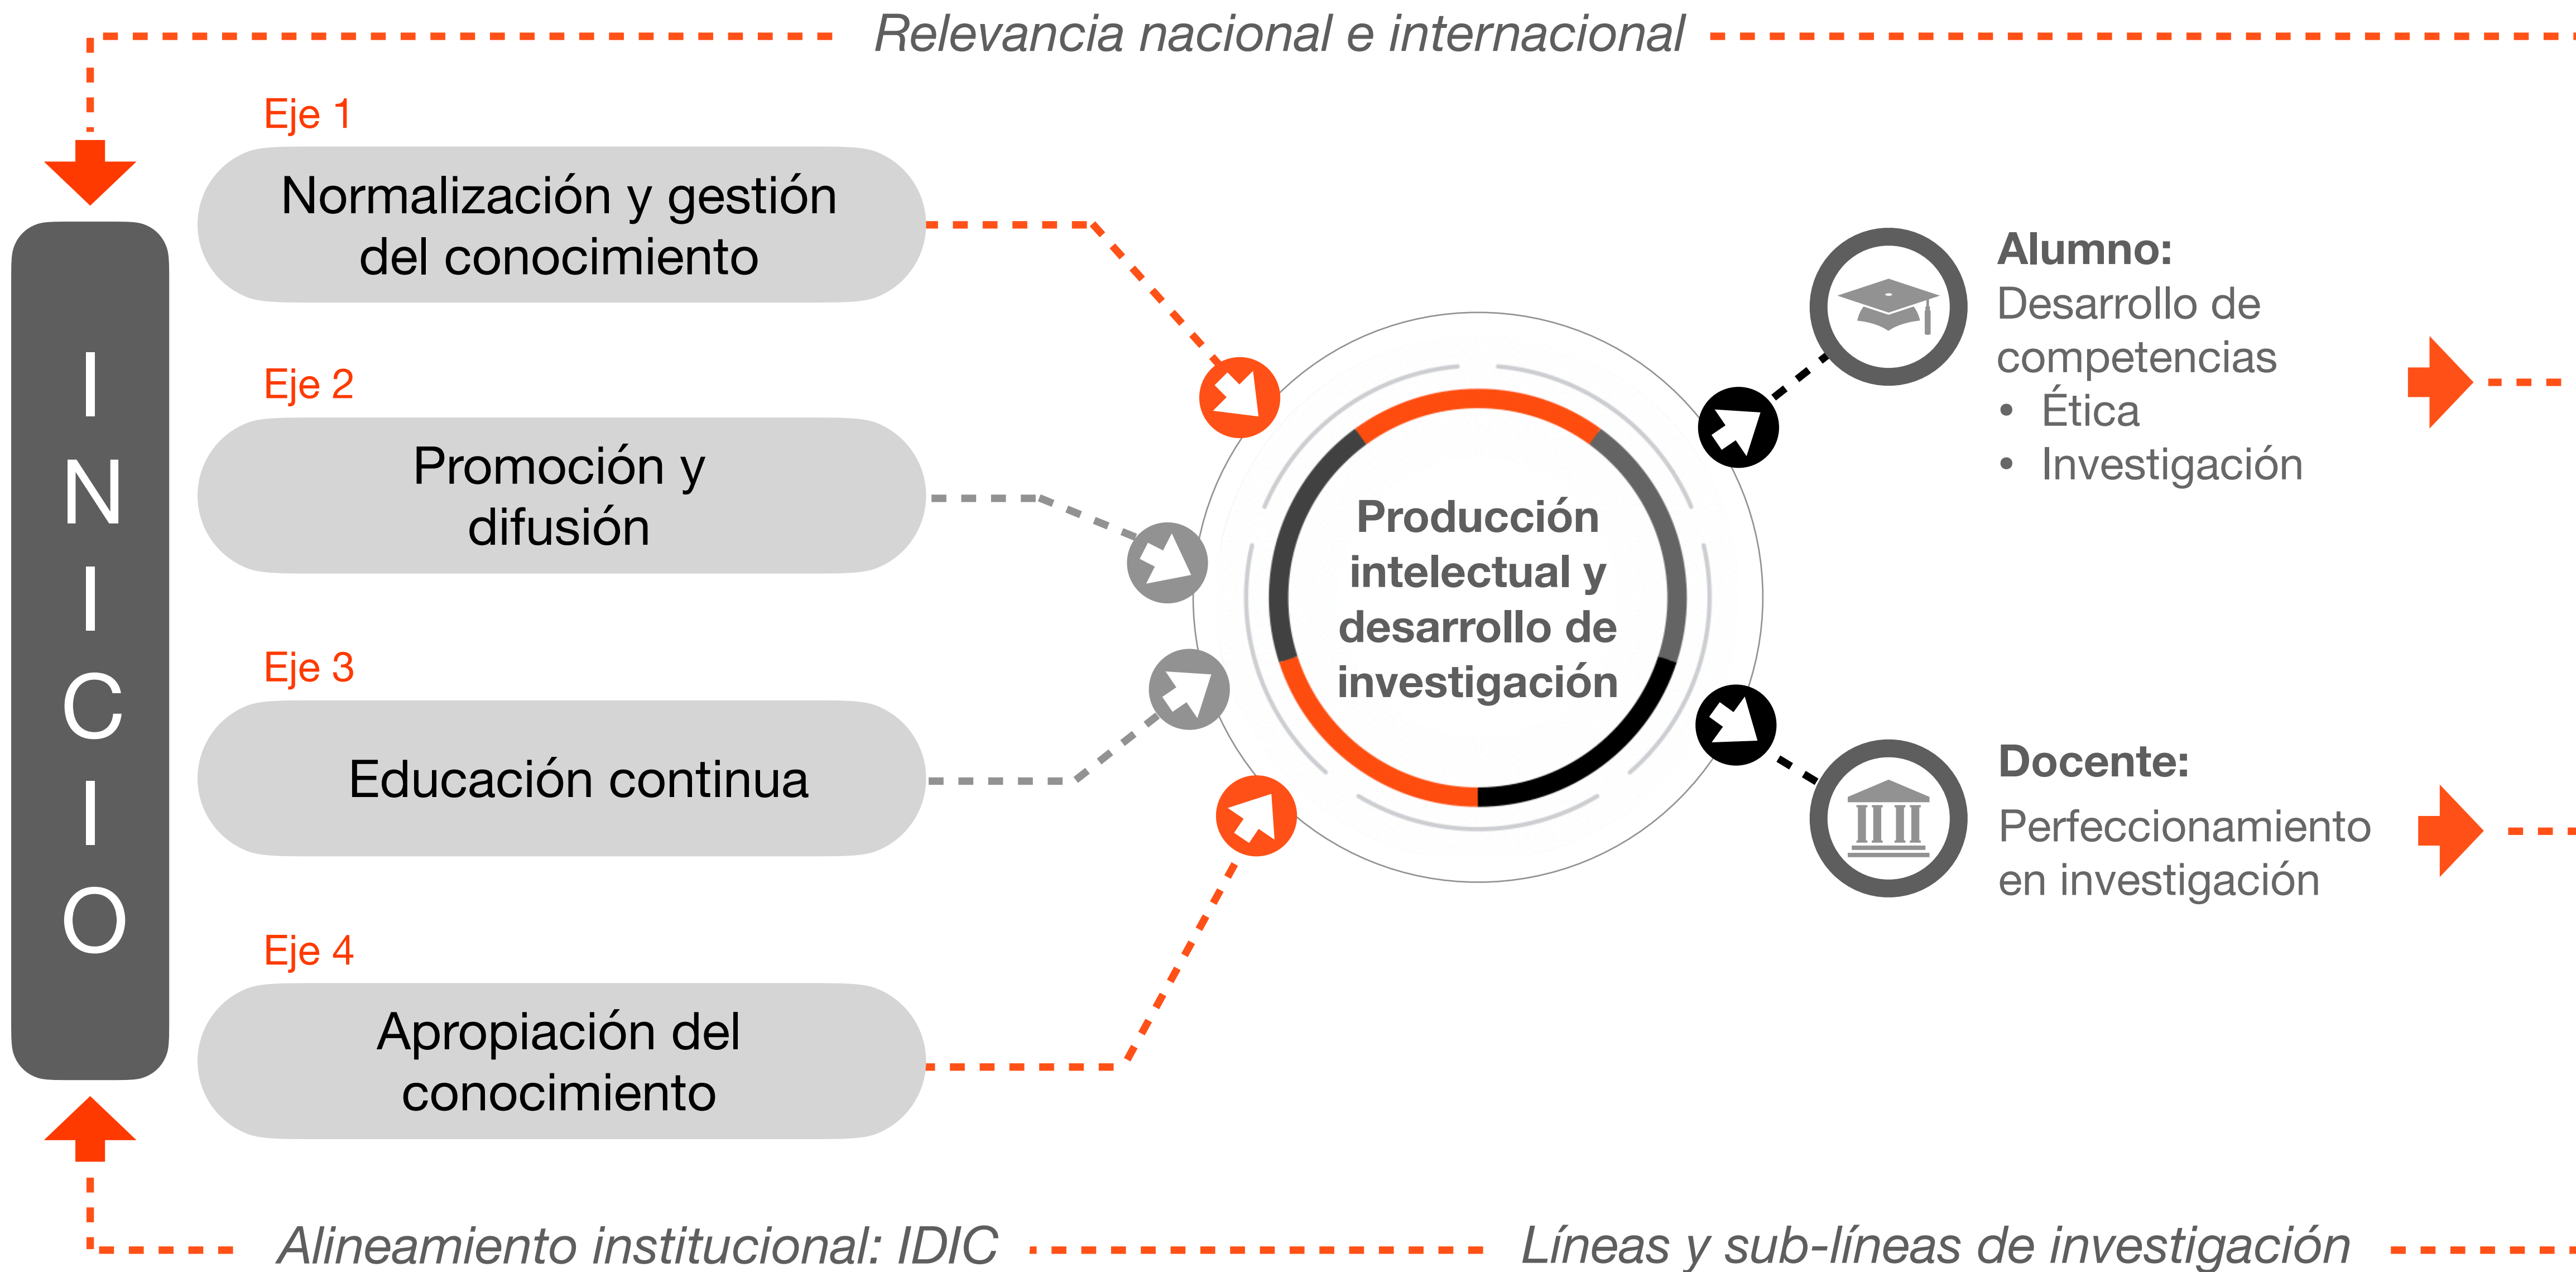 Relevancia nacional e internacional
INICIO
Eje 1
Normalización y gestión
del conocimiento
Eje 2
Promoción y
difusión
Eje 3
Educación continua
Eje 4
Apropiación del
conocimiento
Producción
intelectual y
desarrollo de
investigación
Alumno:
Desarrollo de
competencias
• Ética
• Investigación
Docente:
Perfeccionamiento
en investigación
Alineamiento institucional: IDIC
Líneas y sub-líneas de investigación